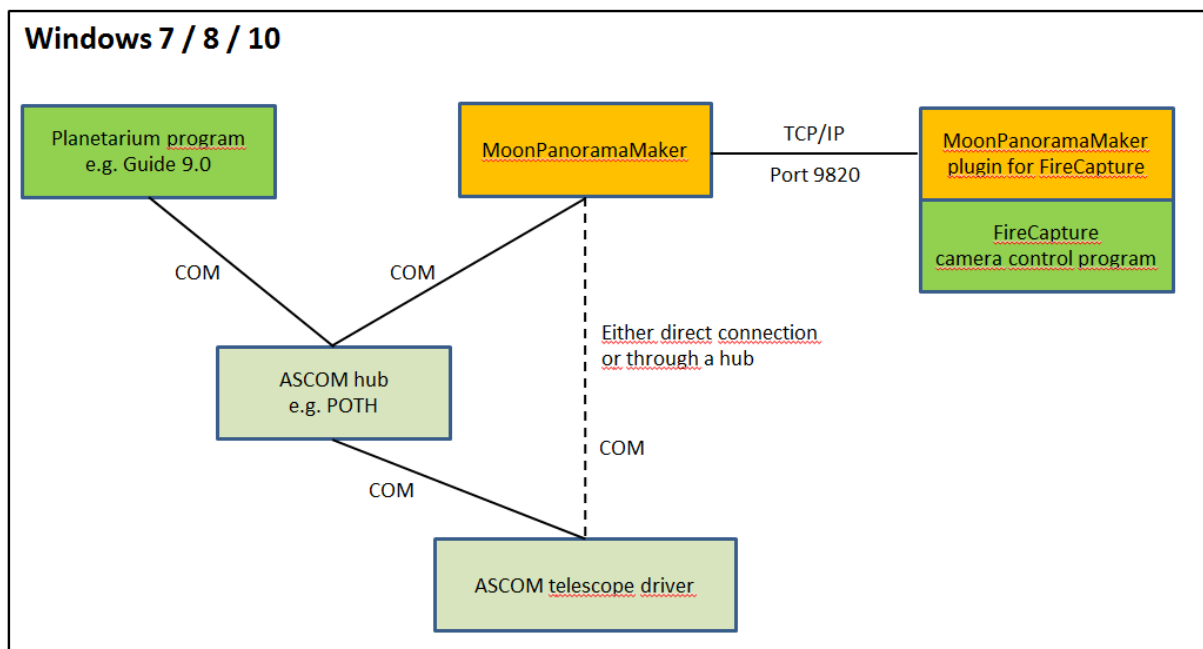 Windows 7 / 8 / 10
Planetarium program
e.g. Guide 9.0
MoonPanoramaMaker
TCP/IP
Port 9820
MoonPanoramaMaker
plugin for FireCapture
FireCapture
camera control program
COM
COM
Either direct connection
or through a hub
ASCOM hub
e.g. POTH
COM
COM
ASCOM telescope driver